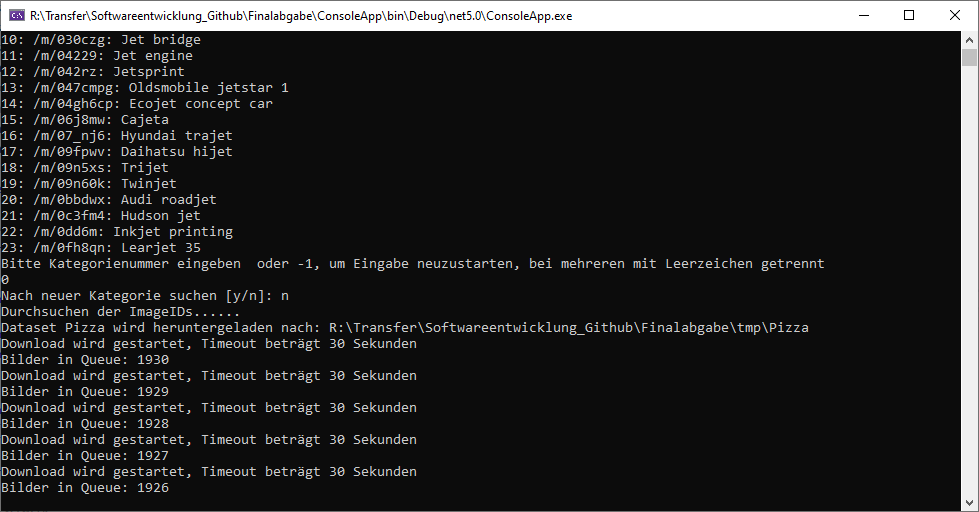 R:\Transfer\Softwareentwicklung_Github\Finalabgabe\ConsoleApp\bin\Debug\net5.0\ConsoleApp.exe
10: /m/030czg: Jet bridge
11: /m/04229: Jet engine
12: /m/042rz: Jetsprint
13: /m/047cmpg: Oldsmobile jetstar 1
14: /m/04gh6cp: Ecojet concept car
15: /m/06j8mw: Cajeta
16: /m/07_nj6: Hyundai trajet
17: /m/09fpwv: Daihatsu hijet
18: /m/09n5xs: Trijet
19: /m/09n60k: Twinjet
20: /m/0bbdwx: Audi roadjet
21: /m/0c3fm4: Hudson jet
22: /m/0dd6m: Inkjet printing
23: /m/0fh8qn: Learjet 35
Bitte Kategorienummer eingeben  oder -1, um Eingabe neuzustarten, bei mehreren mit Leerzeichen getrennt
0
Nach neuer Kategorie suchen [y/n]: n
Durchsuchen der ImageIDs......
Dataset Pizza wird heruntergeladen nach: R:\Transfer\Softwareentwicklung_Github\Finalabgabe\tmp\Pizza
Download wird gestartet, Timeout beträgt 30 Sekunden
Bilder in Queue: 1930
Download wird gestartet, Timeout beträgt 30 Sekunden
Bilder in Queue: 1929
Download wird gestartet, Timeout beträgt 30 Sekunden
Bilder in Queue: 1928
Download wird gestartet, Timeout beträgt 30 Sekunden
Bilder in Queue: 1927
Download wird gestartet, Timeout beträgt 30 Sekunden
Bilder in Queue: 1926